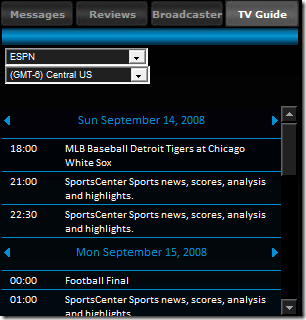 Messages Reviews Broadcaster TV Guide
ESPN
(GMT-6) Central US
Sun September 14, 2008
18:00 MLB Baseball Detroit Tigers at Chicago
White Sox
21:00 SportsCenter Sports news, scores, analysis
and highlights.
22:30 SportsCenter Sports news, scores, analysis
and highlights.
Mon September 15, 2008
00:00 Football Final
01:00 SportsCenter Sports news, scores, analysis
and highlights.